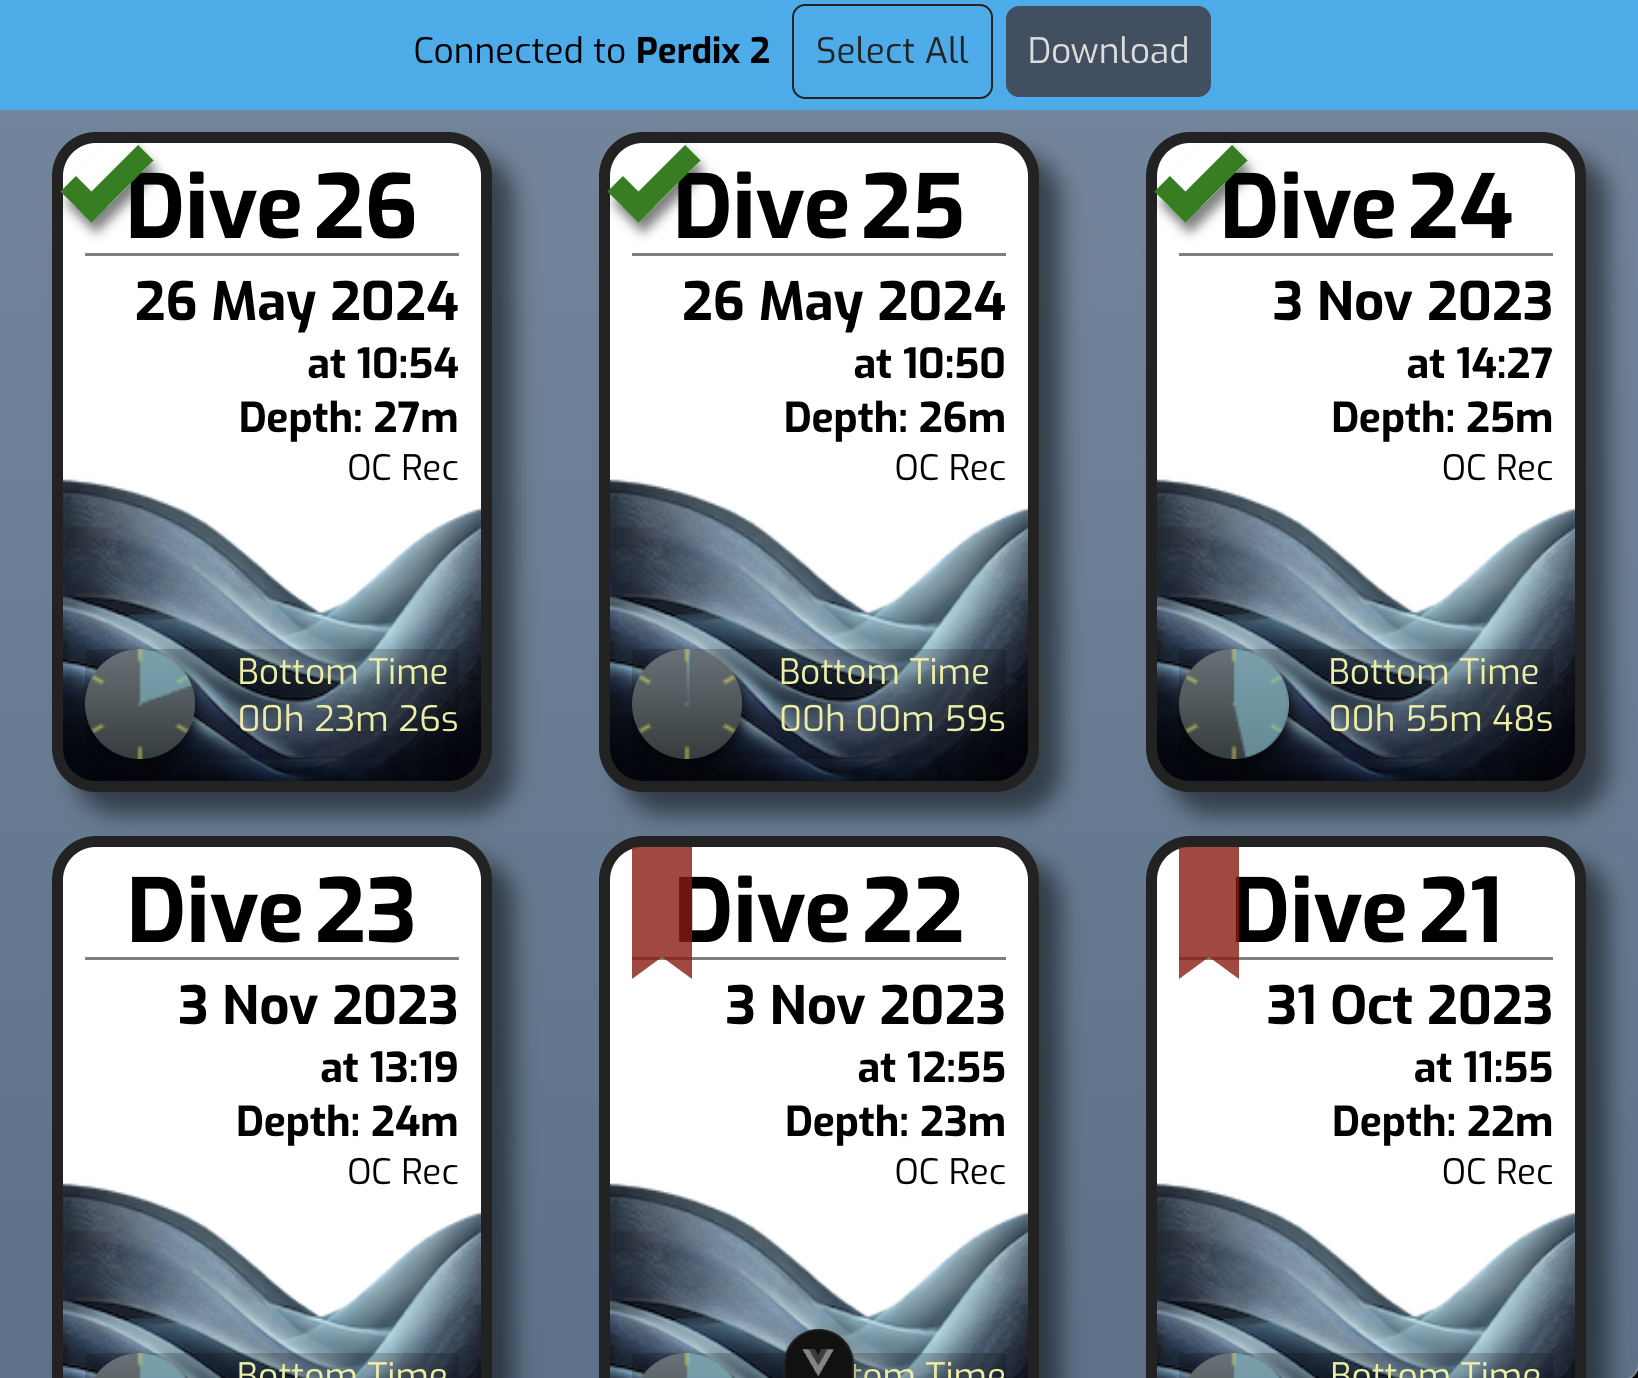 Connected to Perdix 2 Select All Download
Dive 26
26 May 2024
at 10:54
Depth: 27m
OC Rec
Bottom Time
00h 23m 26s
Dive 25
26 May 2024
at 10:50
Depth: 26m
OC Rec
Bottom Time
00h 00m 59s
Dive 24
3 Nov 2023
at 14:27
Depth: 25m
OC Rec
Bottom Time
00h 55m 48s
Dive 23
3 Nov 2023
at 13:19
Depth: 24m
OC Rec
Bottom Time
Dive 22
3 Nov 2023
at 12:55
Depth: 23m
OC Rec
tom Time
Dive 21
31 Oct 2023
at 11:55
Depth: 22m
OC Rec
Bottom Time